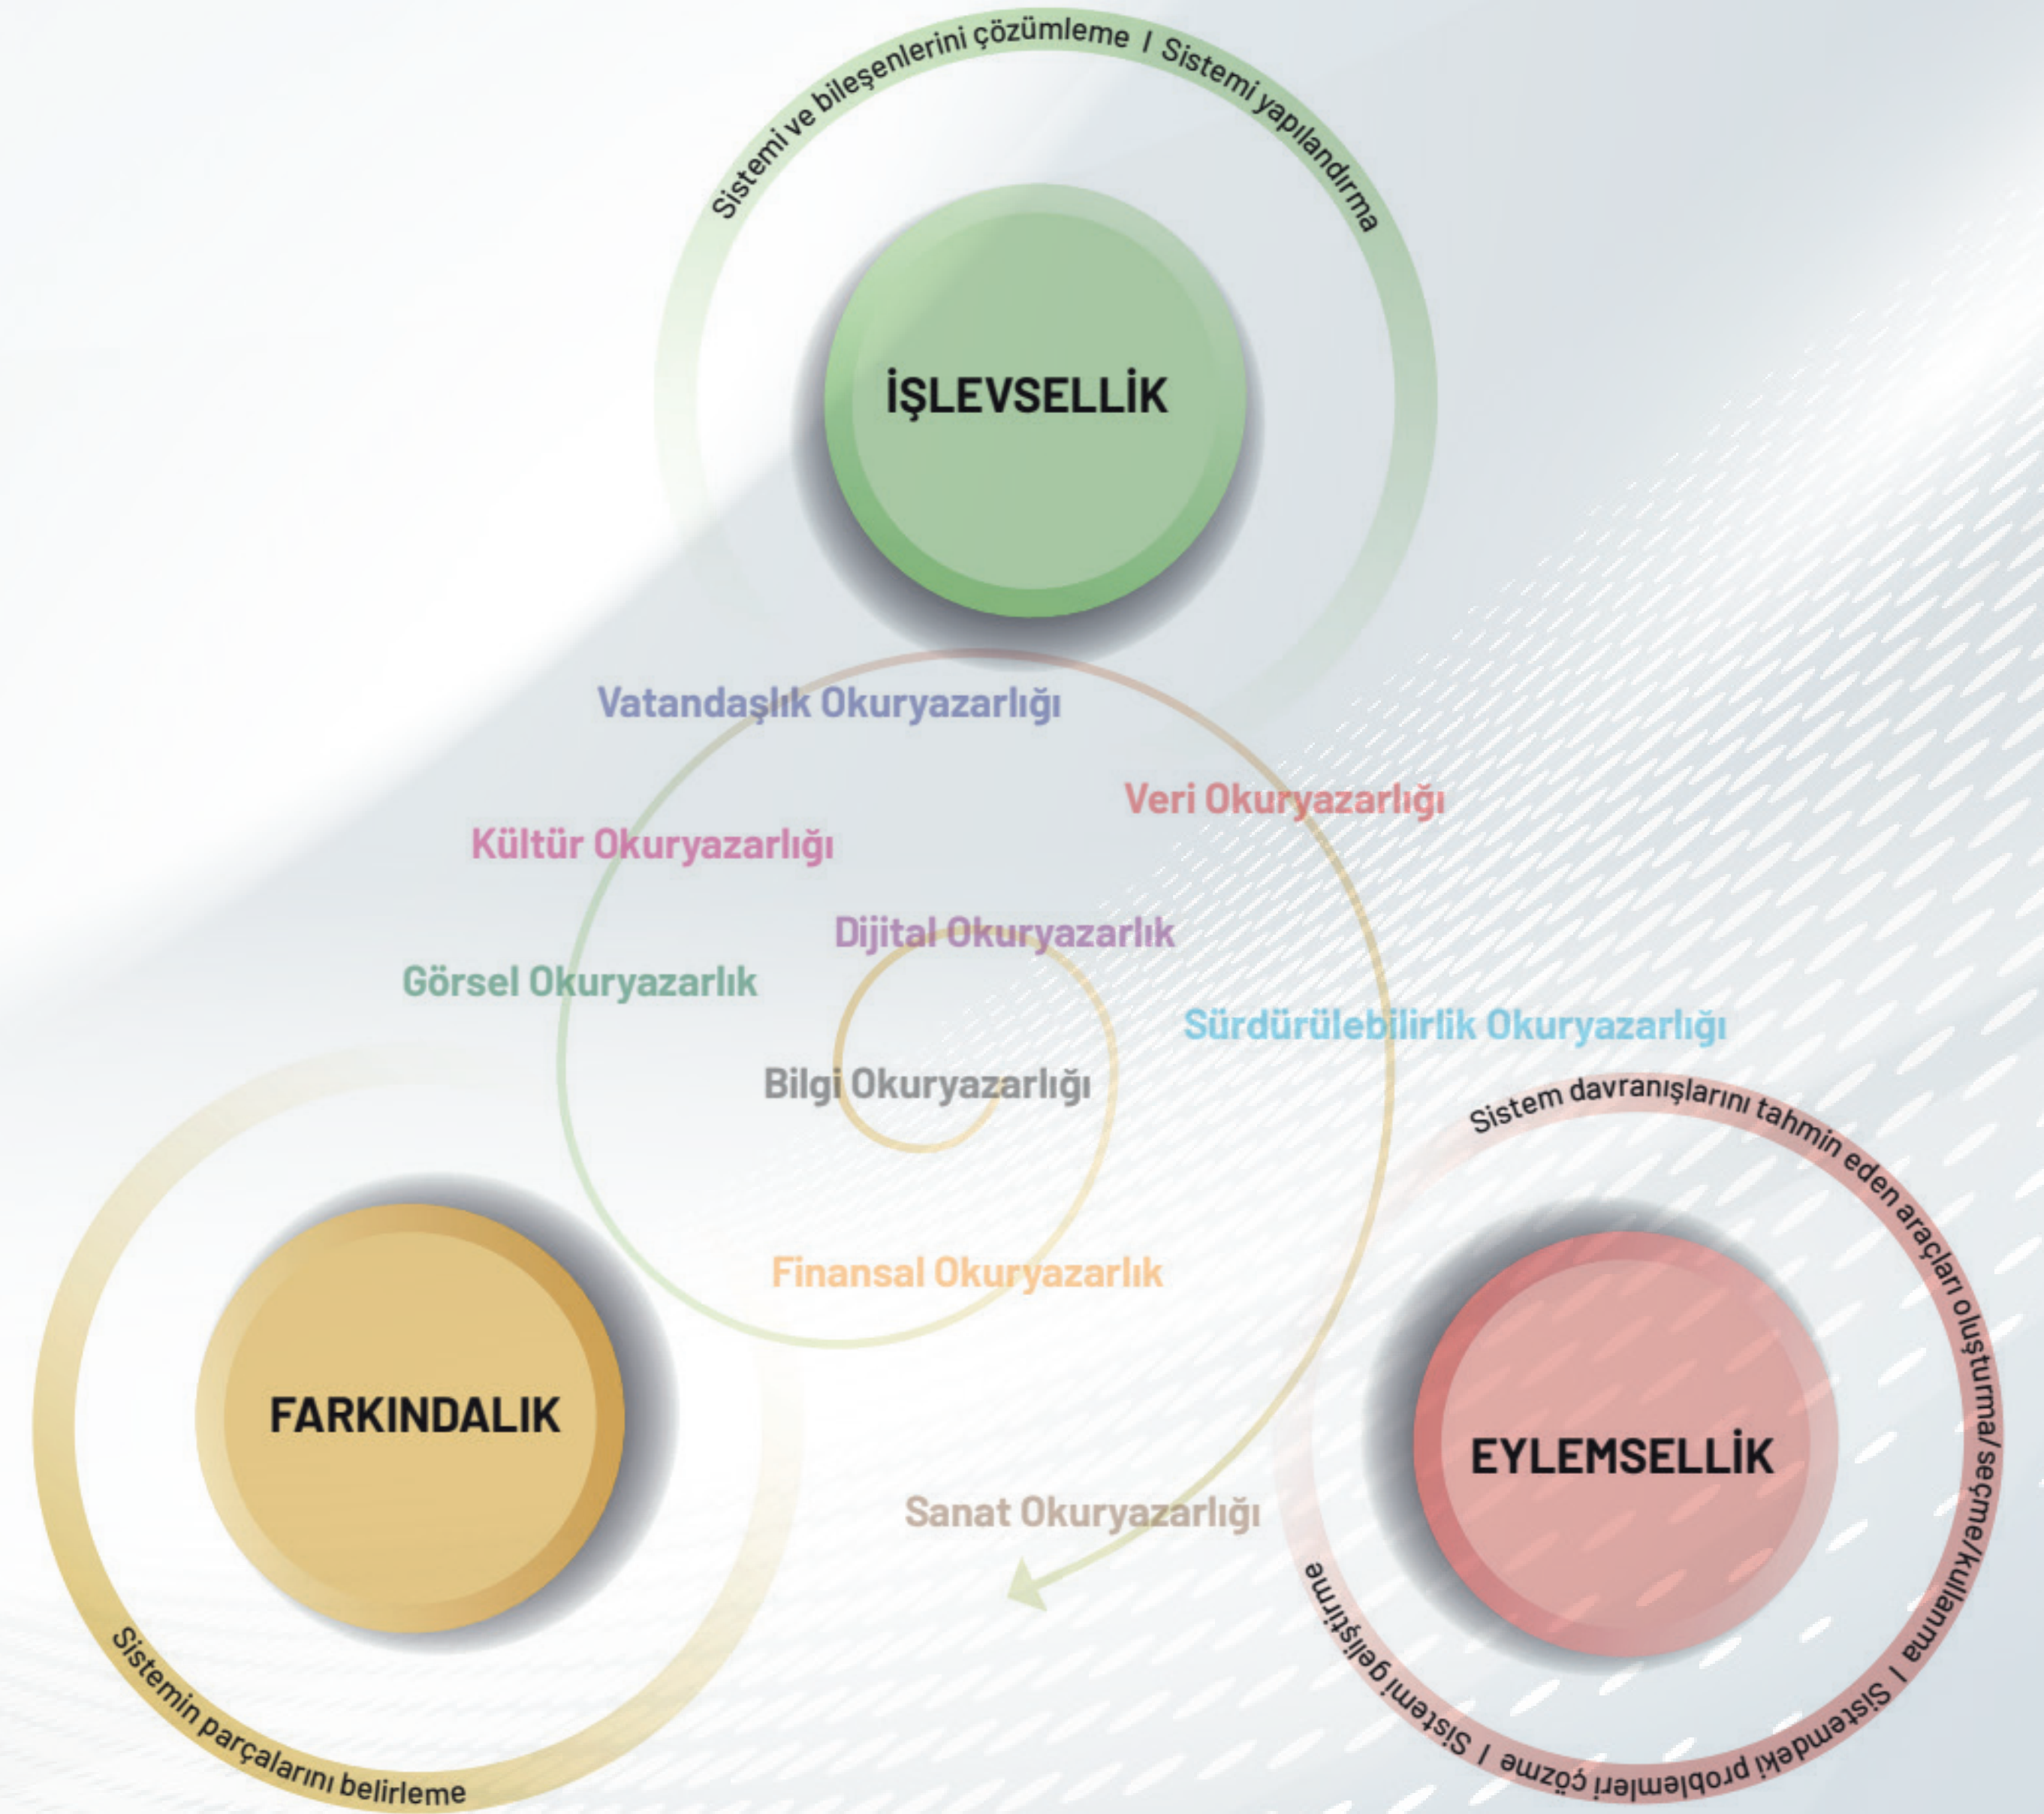 Sistemi ve bileşenlerini çözümleme I Sistemi yapılandırma
İŞLEVSELLİK
Vatandaşlık Okuryazarlığı
Veri Okuryazarlığı
Kültür Okuryazarlığı
Dijital Okuryazarlık
Görsel Okuryazarlık
Sürdürülebilirlik Okuryazarlığı
Bilgi Okuryazarlığı
Finansal Okuryazarlık
Sanat Okuryazarlığı
FARKINDALIK
Sistemin parçalarını belirleme
EYLEMSELLİK
Sistem davranışlarını tahmin eden araçları oluşturma/seçme/kullanma I Sistemdeki problemleri çözme I Sistemi geliştirme